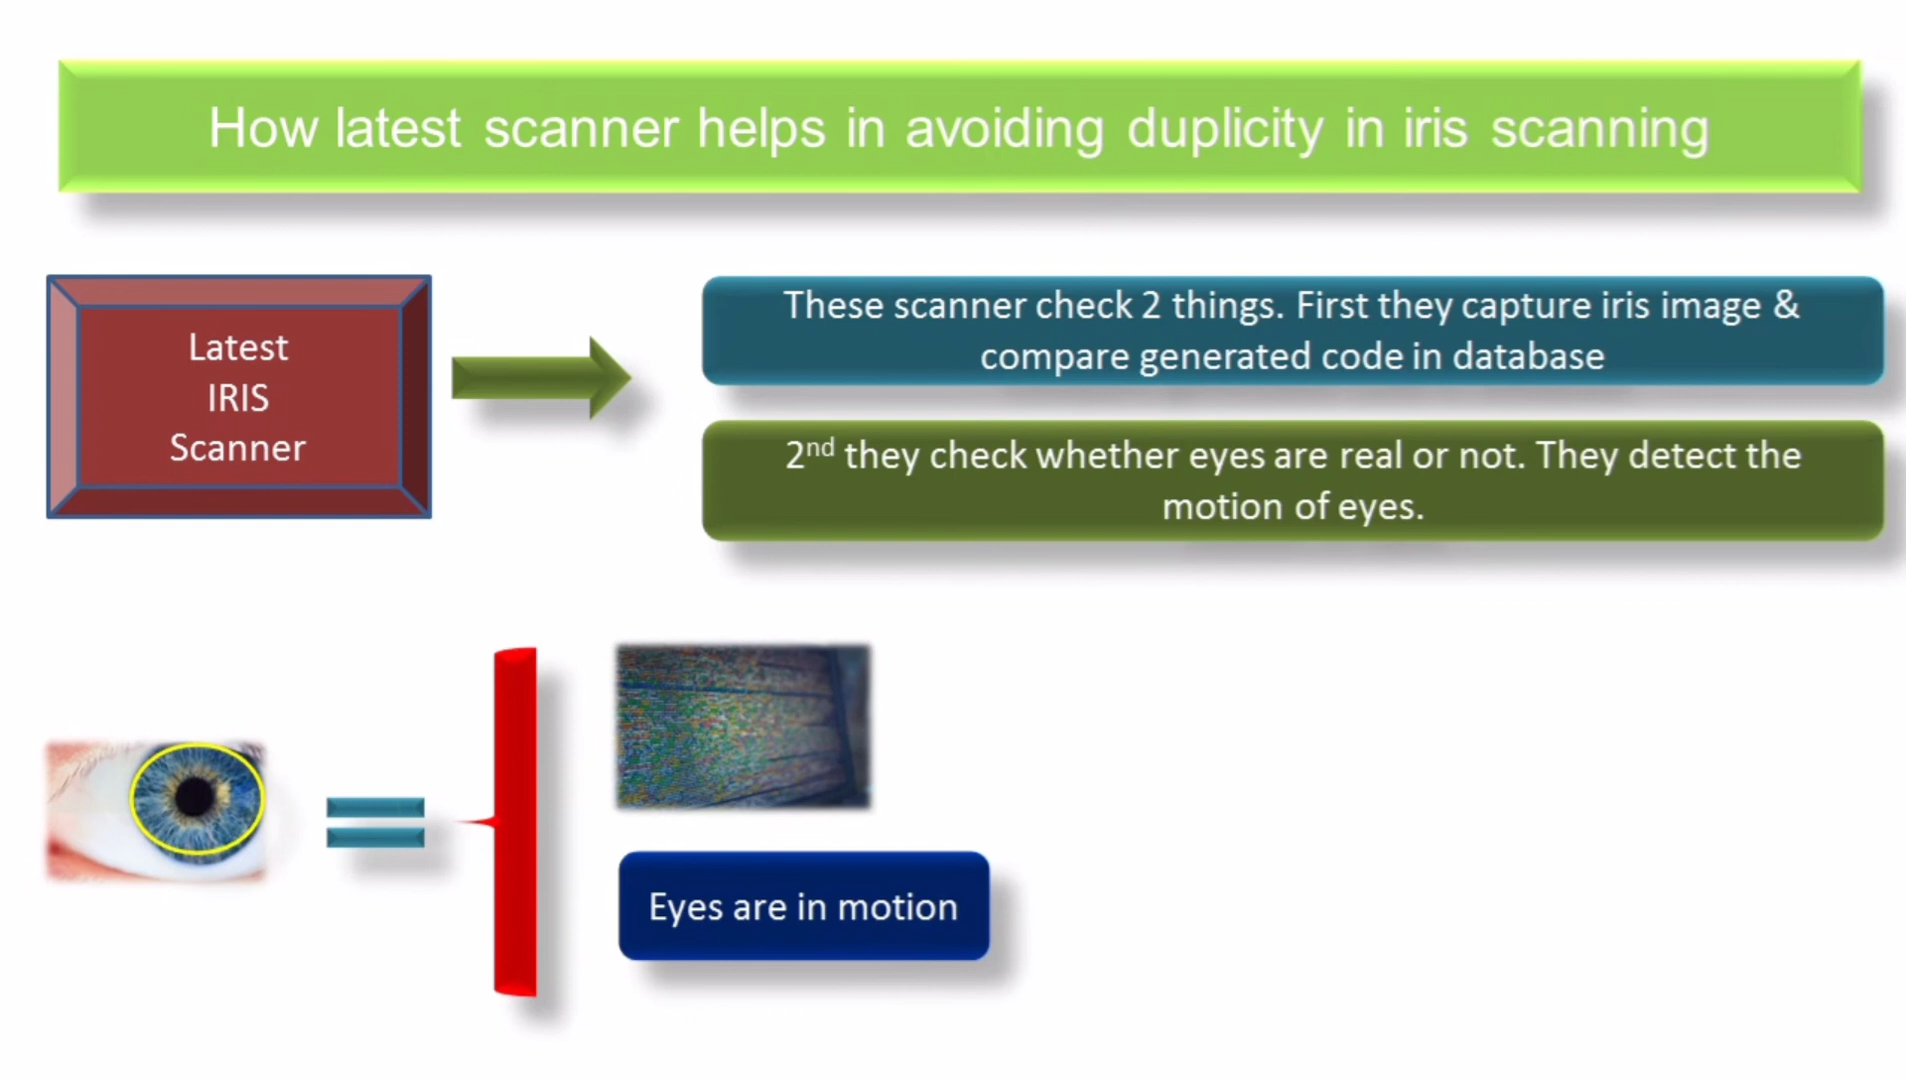 How latest scanner helps in avoiding duplicity in iris scanning
Latest
IRIS
Scanner
These scanner check 2 things. First they capture iris image &
compare generated code in database
2nd they check whether eyes are real or not. They detect the
motion of eyes.
Eyes are in motion